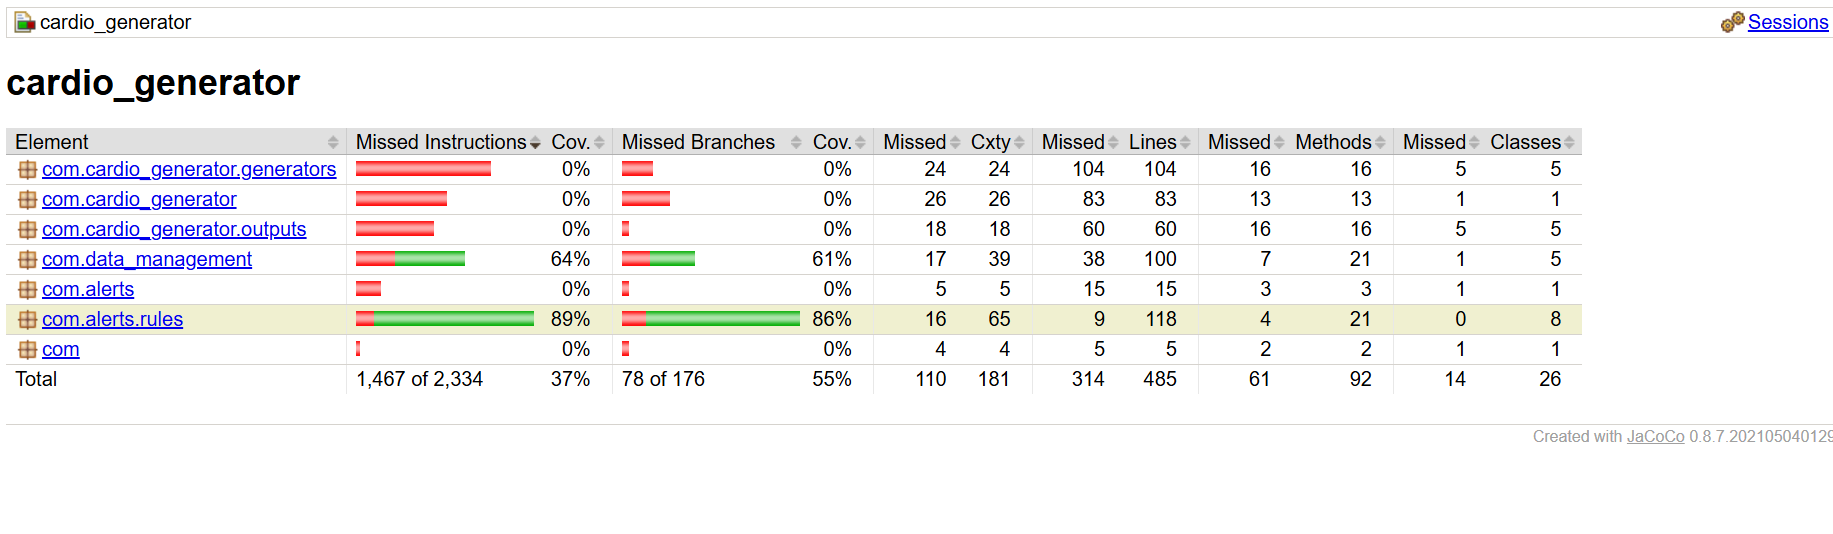 cardio_generator Sessions
cardio_generator
Element Missed Instructions Cov. Missed Branches Cov. Missed Cxty Missed Lines Missed Methods Missed Classes
com.cardio_generator.generators 0% 0% 24 24 104 104 16 16 5 5
com.cardio_generator 0% 0% 26 26 83 83 13 13 1 1
com.cardio_generator.outputs 0% 0% 18 18 60 60 16 16 5 5
com.data_management 64% 61% 17 39 38 100 7 21 1 5
com.alerts 0% 0% 5 5 15 15 3 3 1 1
com.alerts.rules 89% 86% 16 65 9 118 4 21 0 8
com 0% 0% 4 4 5 5 2 2 1 1
Total 1,467 of 2,334 37% 78 of 176 55% 110 181 314 485 61 92 14 26
Created with JaCoCo 0.8.7.202105040129